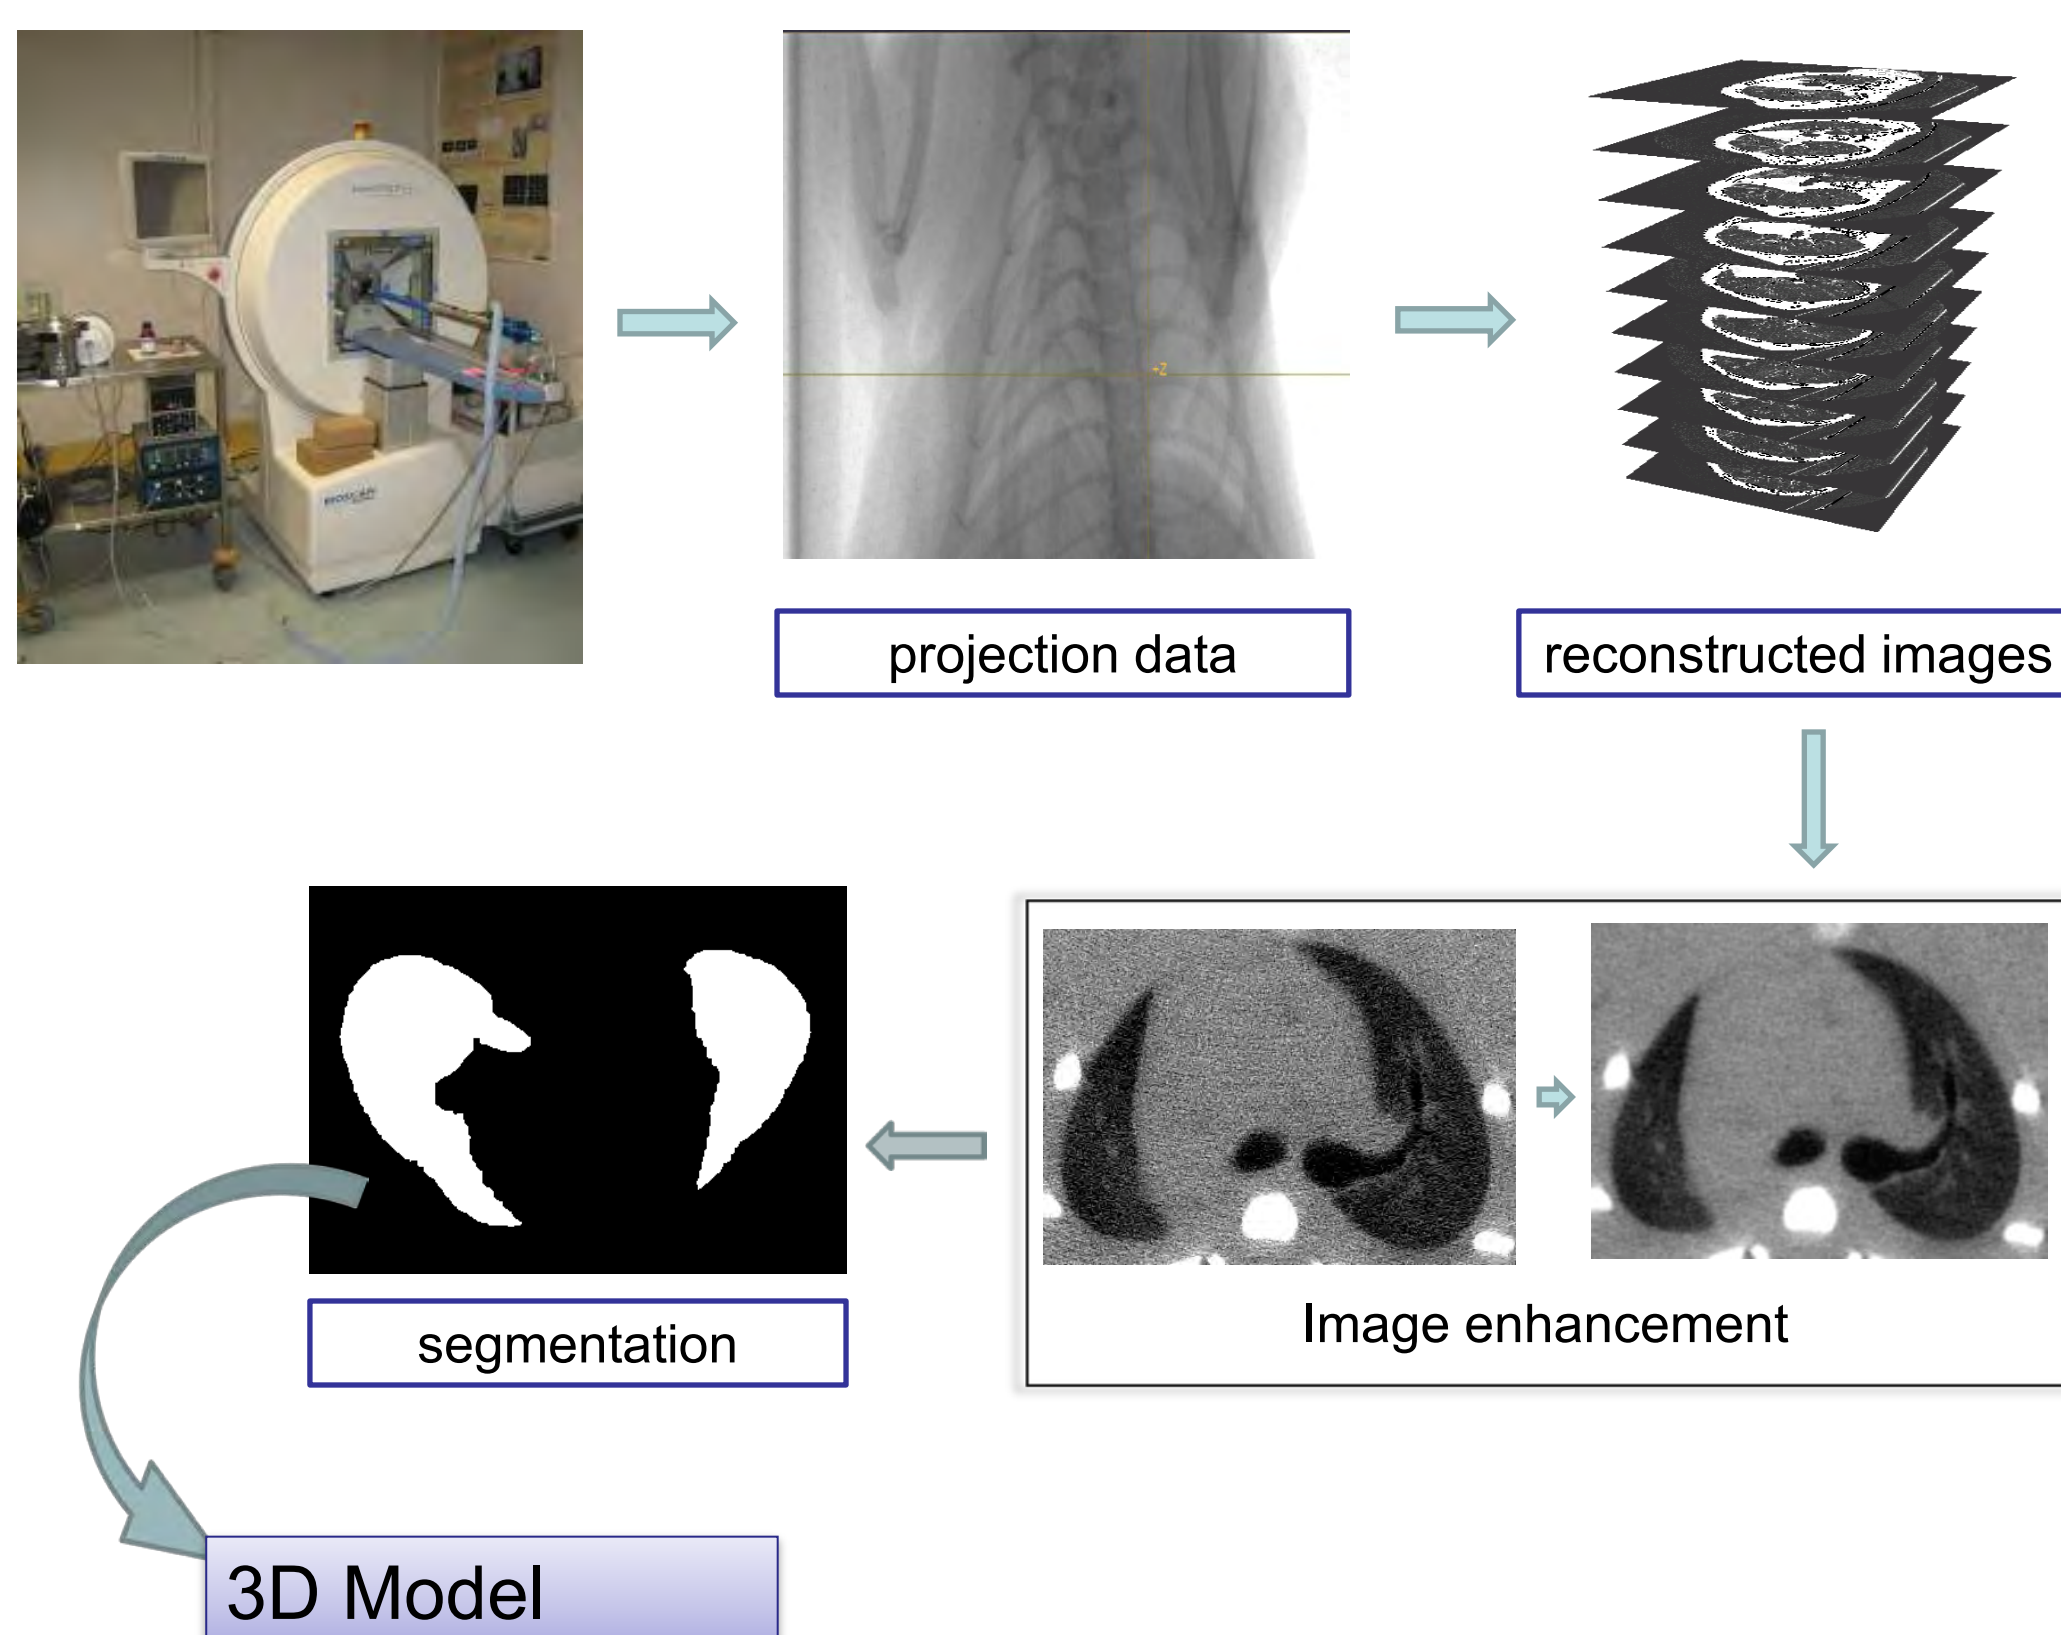 +Z
projection data
reconstructed images
Image enhancement
segmentation
3D Model